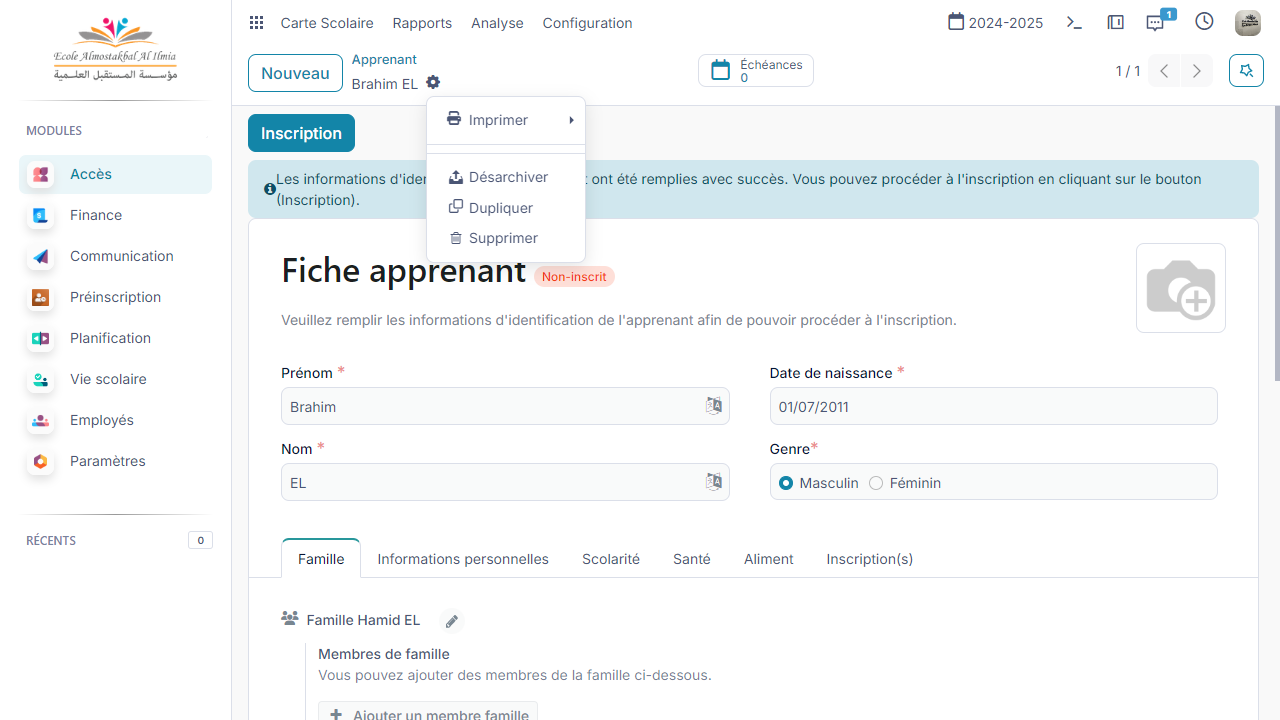 Ecole Almostakbal Al Ilmia
مؤسسة المستقبل العلمية
MODULES
Accès
Finance
Communication
Préinscription
Planification
Vie scolaire
Employés
Paramètres
RÉCENTS
0
Carte Scolaire
Rapports
Analyse
Configuration
2024-2025
1
Nouveau
Apprenant
Brahim EL
Échéances
0
1 / 1
Imprimer
Désarchiver
Dupliquer
Supprimer
Inscription
Les informations d'iden t ont été remplies avec succès. Vous pouvez procéder à l'inscription en cliquant sur le bouton
(Inscription).
Fiche apprenant
Non-inscrit
Veuillez remplir les informations d'identification de l'apprenant afin de pouvoir procéder à l'inscription.
Prénom *
Brahim
Date de naissance *
01/07/2011
Nom *
EL
Genre*
Masculin
Féminin
Famille
Informations personnelles
Scolarité
Santé
Aliment
Inscription(s)
Famille Hamid EL
Membres de famille
Vous pouvez ajouter des membres de la famille ci-dessous.
Ajouter un membre famille